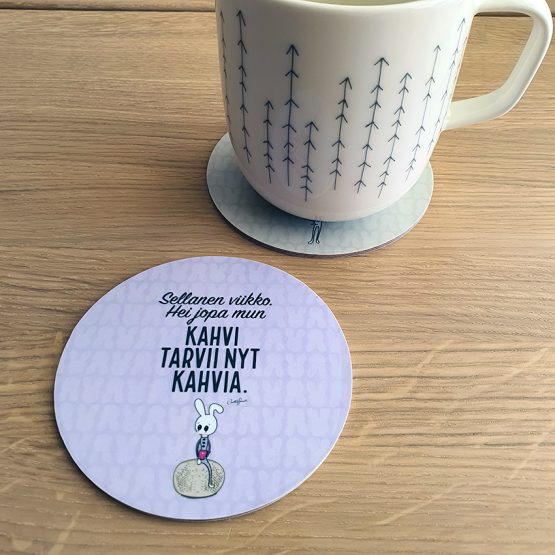 Sellanen viikko.
Hei jopa mun
KAHVI
TARVII NYT
KAHVIA.